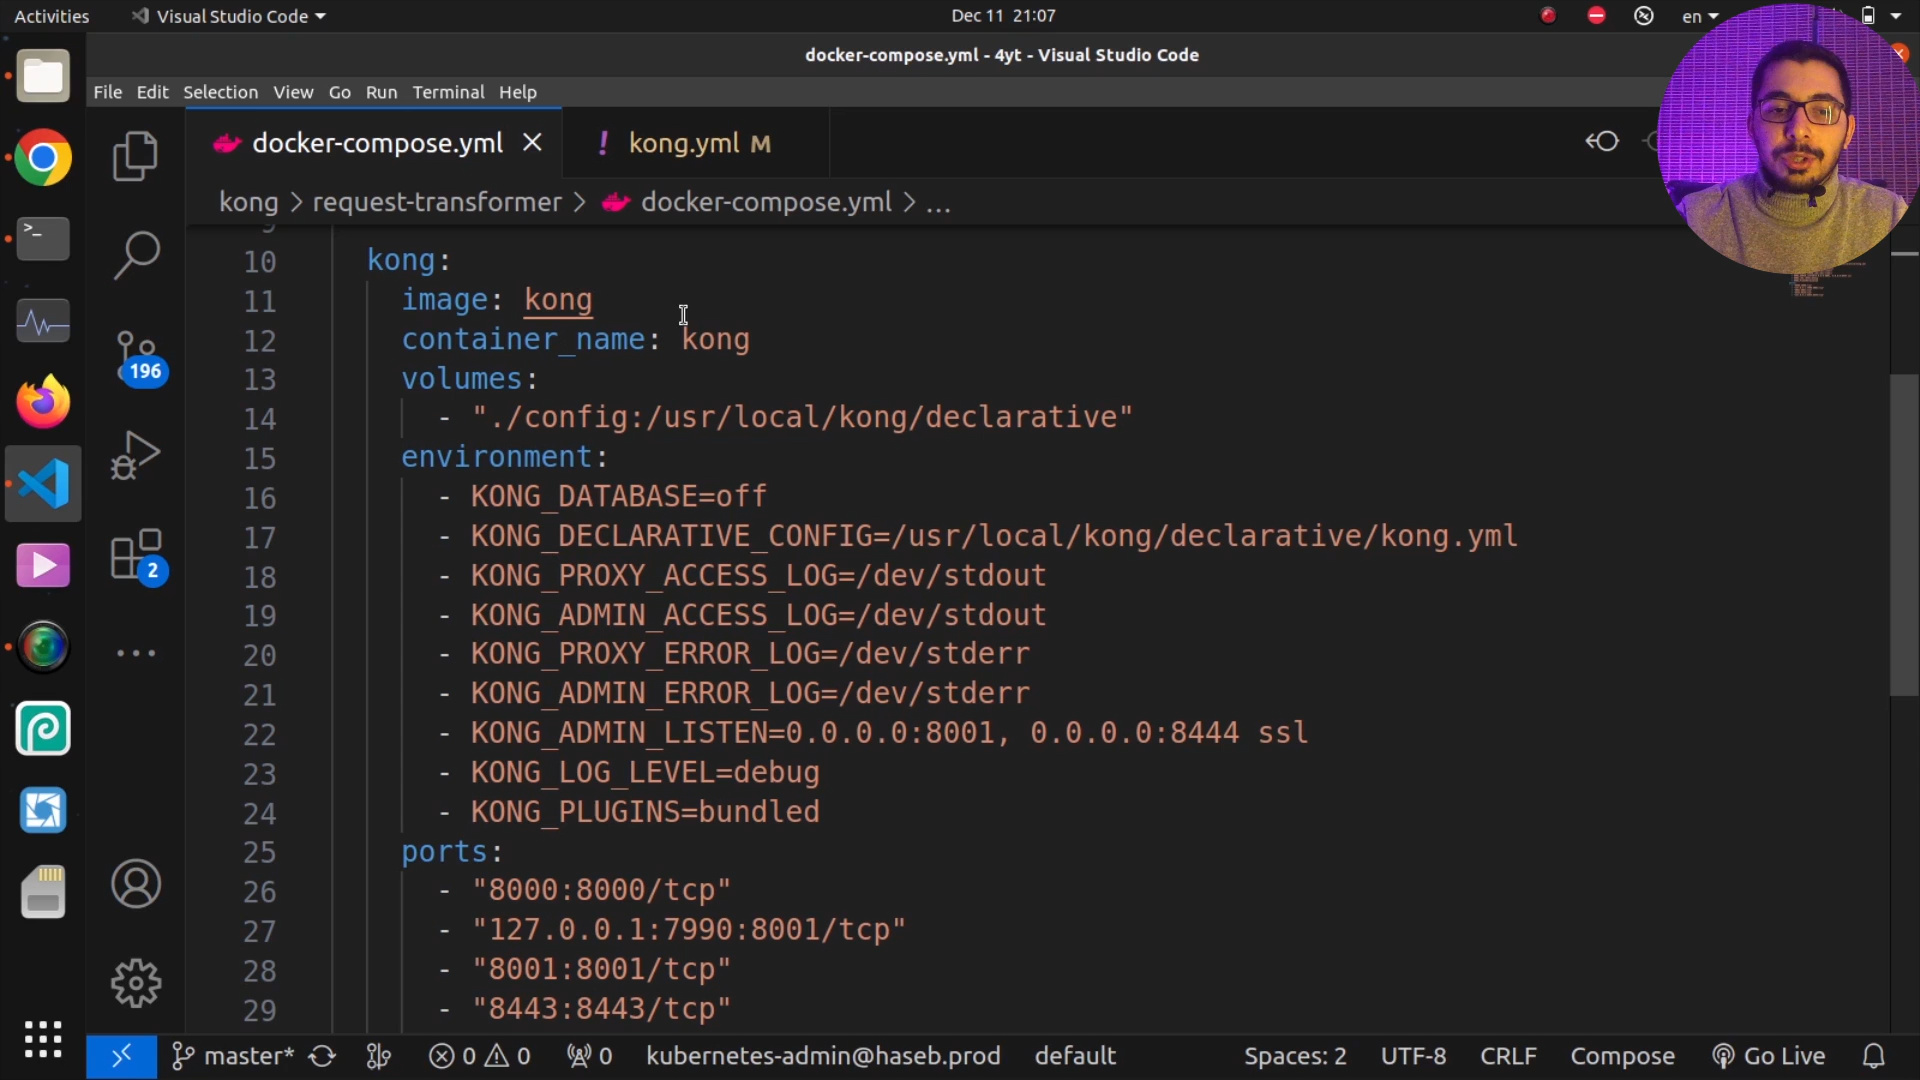 Activities
Visual Studio Code
Dec 11 21:07
en
docker-compose.yml - 4yt - Visual Studio Code
File Edit Selection View Go Run Terminal Help
docker-compose.yml
! kong.yml M
kong > request-transformer > docker-compose.yml > ...
10 kong:
11 image: kong
12 container_name: kong
13 volumes:
14 - "./config:/usr/local/kong/declarative"
15 environment:
16 - KONG_DATABASE=off
17 - KONG_DECLARATIVE_CONFIG=/usr/local/kong/declarative/kong.yml
18 - KONG_PROXY_ACCESS_LOG=/dev/stdout
19 - KONG_ADMIN_ACCESS_LOG=/dev/stdout
20 - KONG_PROXY_ERROR_LOG=/dev/stderr
21 - KONG_ADMIN_ERROR_LOG=/dev/stderr
22 - KONG_ADMIN_LISTEN=0.0.0.0:8001, 0.0.0.0:8444 ssl
23 - KONG_LOG_LEVEL=debug
24 - KONG_PLUGINS=bundled
25 ports:
26 - "8000:8000/tcp"
27 - "127.0.0.1:7990:8001/tcp"
28 - "8001:8001/tcp"
29 - "8443:8443/tcp"
196
2
master* 0 0 0 kubernetes-admin@haseb.prod default Spaces: 2 UTF-8 CRLF Compose Go Live